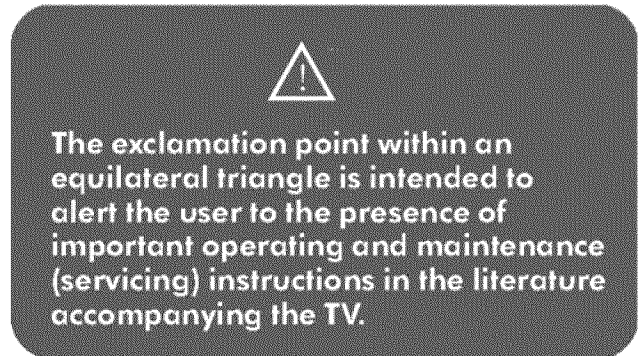 !
The exclamation point within an
equilateral triangle is intended to
alert the user to the presence of
important operating and maintenance
(servicing) instructions in the literature
accompanying the TV.